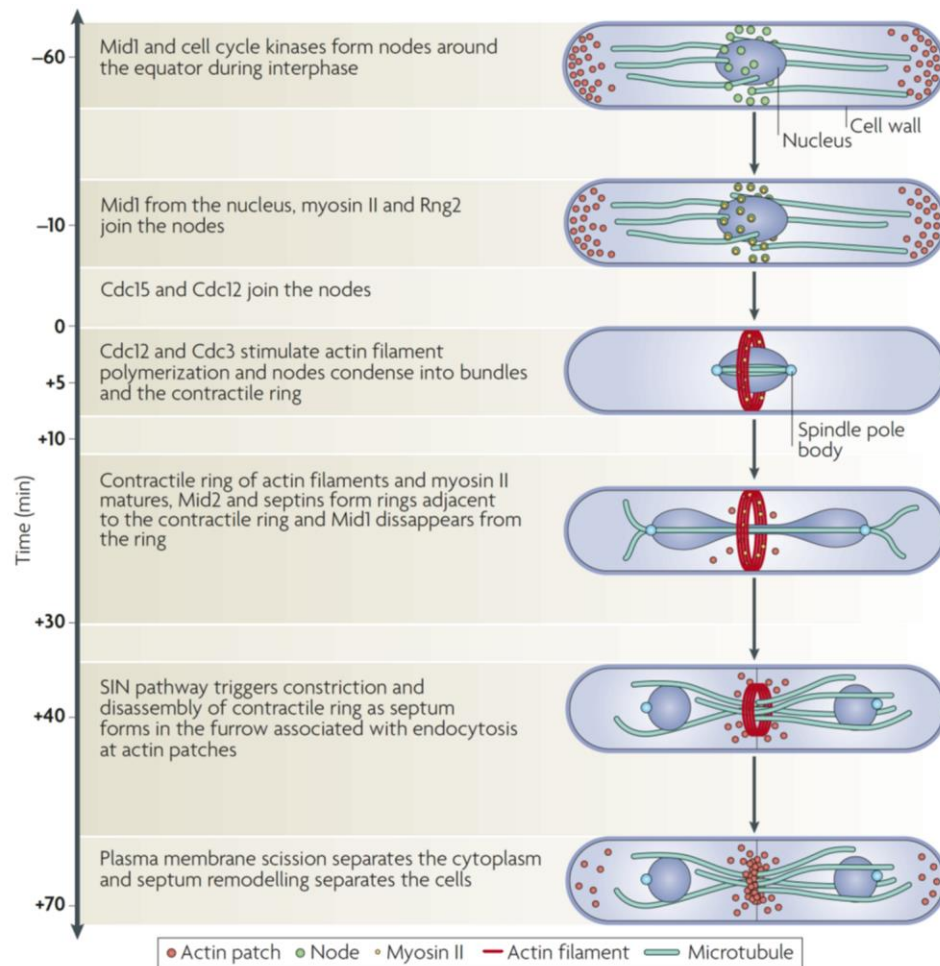 –60
Mid1 and cell cycle kinases form nodes around
the equator during interphase
Nucleus
Cell wall
–10
Mid1 from the nucleus, myosin II and Rng2
join the nodes
Cdc15 and Cdc12 join the nodes
0
Cdc12 and Cdc3 stimulate actin filament
polymerization and nodes condense into bundles
and the contractile ring
+5
+10
Spindle pole
body
Time (min)
Contractile ring of actin filaments and myosin II
matures, Mid2 and septins form rings adjacent
to the contractile ring and Mid1 dissappears from
the ring
+30
SIN pathway triggers constriction and
disassembly of contractile ring as septum
forms in the furrow associated with endocytosis
at actin patches
+40
Plasma membrane scission separates the cytoplasm
and septum remodelling separates the cells
+70
Actin patch Node Myosin II Actin filament Microtubule